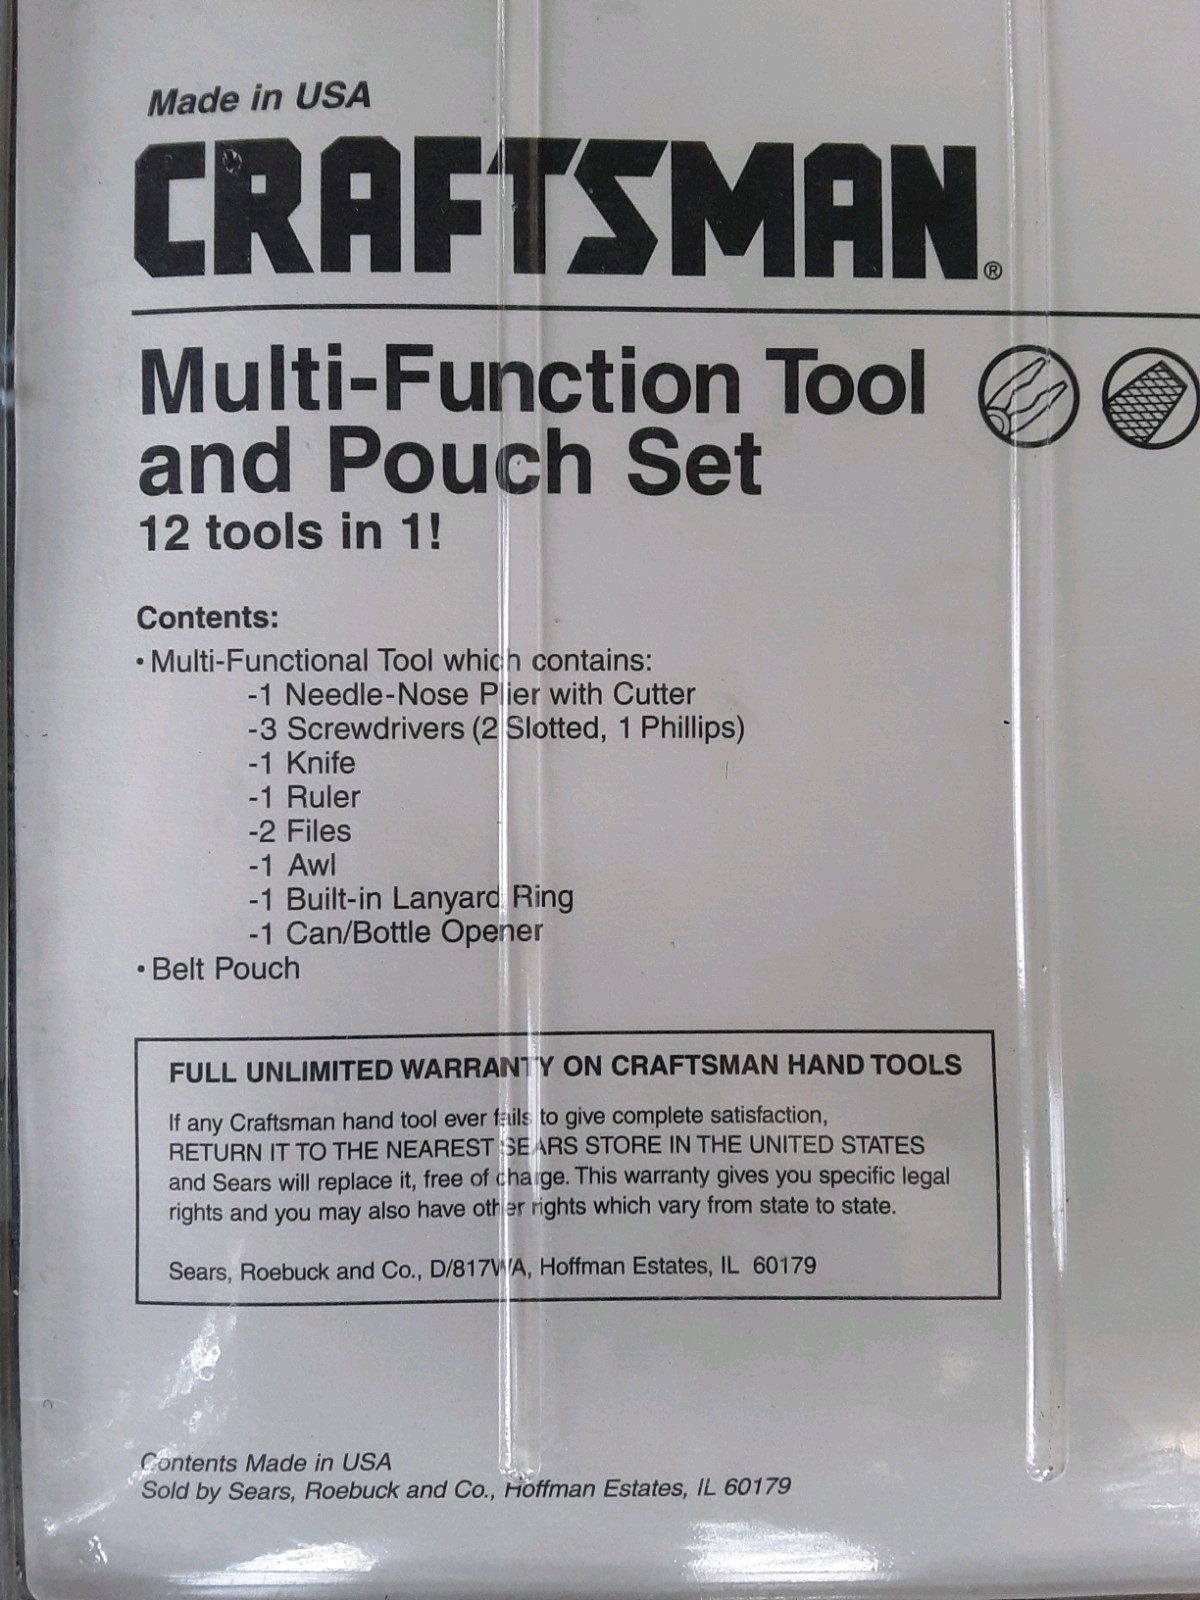 Made in USA
CRAFTSMAN®
Multi-Function Tool
and Pouch Set
12 tools in 1!
Contents:
• Multi-Functional Tool which contains:
-1 Needle-Nose Plier with Cutter
-3 Screwdrivers (2 Slotted, 1 Phillips)
-1 Knife
-1 Ruler
-2 Files
-1 Awl
-1 Built-in Lanyard Ring
-1 Can/Bottle Opener
• Belt Pouch
FULL UNLIMITED WARRANTY ON CRAFTSMAN HAND TOOLS
If any Craftsman hand tool ever fails to give complete satisfaction,
RETURN IT TO THE NEAREST SEARS STORE IN THE UNITED STATES
and Sears will replace it, free of charge. This warranty gives you specific legal
rights and you may also have other rights which vary from state to state.
Sears, Roebuck and Co., D/817WA, Hoffman Estates, IL 60179
Contents Made in USA
Sold by Sears, Roebuck and Co., Hoffman Estates, IL 60179